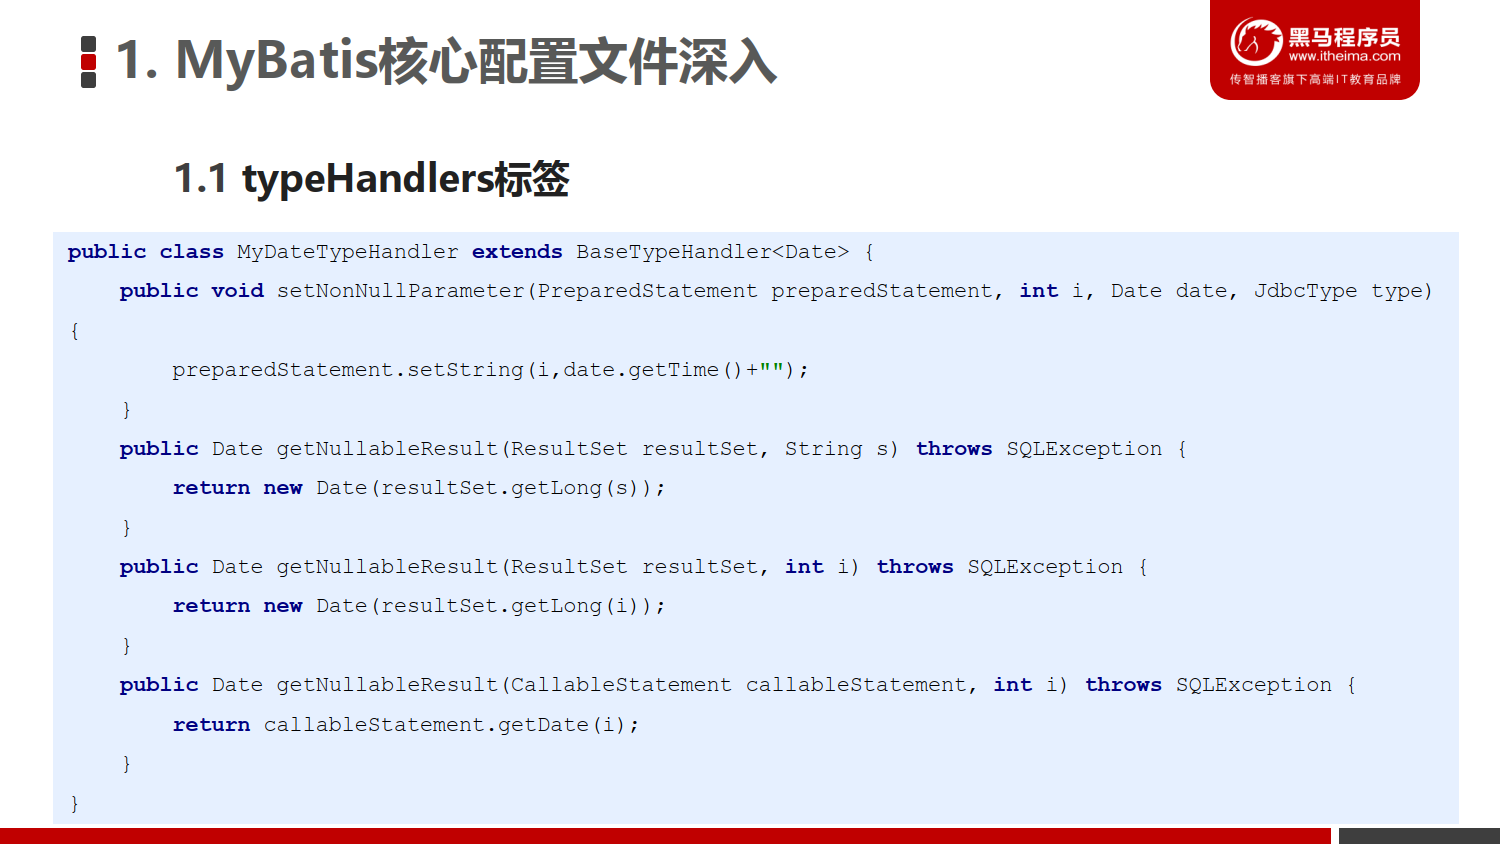 1. MyBatis核心配置文件深入
黑马程序员
www.itheima.com
传智播客旗下高端IT教育品牌
1.1 typeHandlers标签
public class MyDateTypeHandler extends BaseTypeHandler<Date> {
    public void setNonNullParameter(PreparedStatement preparedStatement, int i, Date date, JdbcType type)
{
        preparedStatement.setString(i,date.getTime()+"");
    }
    public Date getNullableResult(ResultSet resultSet, String s) throws SQLException {
        return new Date(resultSet.getLong(s));
    }
    public Date getNullableResult(ResultSet resultSet, int i) throws SQLException {
        return new Date(resultSet.getLong(i));
    }
    public Date getNullableResult(CallableStatement callableStatement, int i) throws SQLException {
        return callableStatement.getDate(i);
    }
}